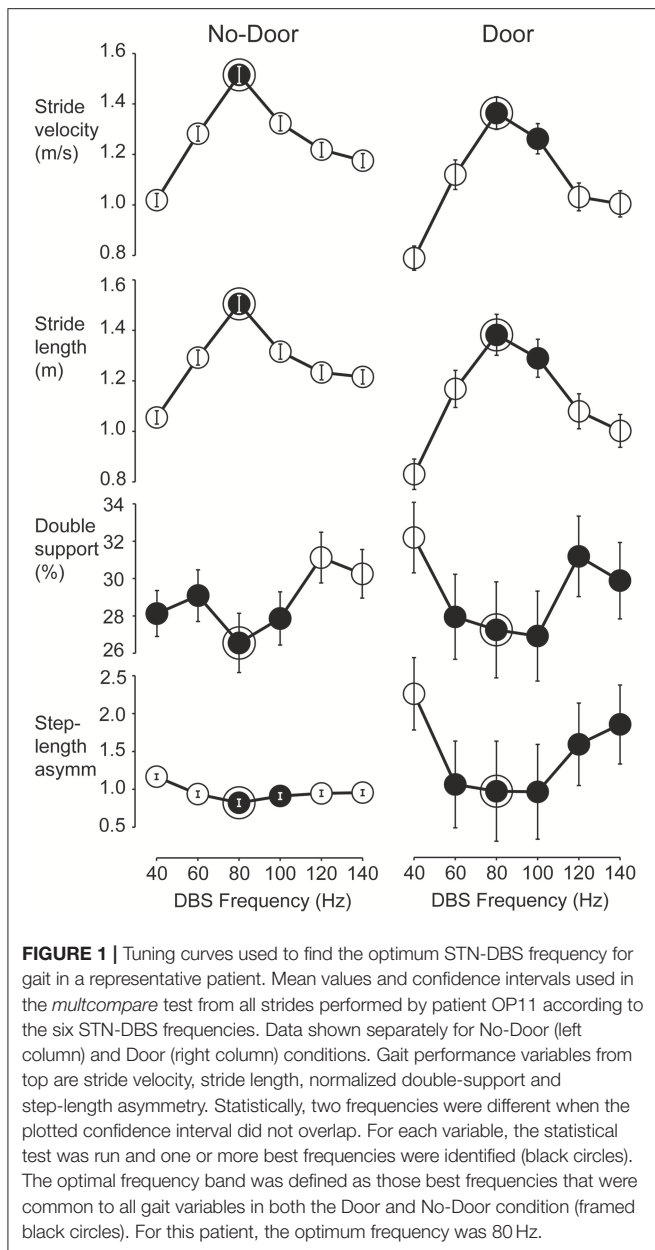 No-Door Door
1.6
Stride
velocity
(m/s)
1.4
1.2
1.0
0.8
1.6
Stride
length
(m)
1.4
1.2
1.0
0.8
34
Double
support
(%)
32
30
28
26
2.5
Step-
length
asymm
2.0
1.5
1.0
0.5
40 60 80 100 120 140 40 60 80 100 120 140
DBS Frequency (Hz) DBS Frequency (Hz)
FIGURE 1 | Tuning curves used to find the optimum STN-DBS frequency for
gait in a representative patient. Mean values and confidence intervals used in
the multcompare test from all strides performed by patient OP11 according to
the six STN-DBS frequencies. Data shown separately for No-Door (left
column) and Door (right column) conditions. Gait performance variables from
top are stride velocity, stride length, normalized double-support and
step-length asymmetry. Statistically, two frequencies were different when the
plotted confidence interval did not overlap. For each variable, the statistical
test was run and one or more best frequencies were identified (black circles).
The optimal frequency band was defined as those best frequencies that were
common to all gait variables in both the Door and No-Door condition (framed
black circles). For this patient, the optimum frequency was 80 Hz.